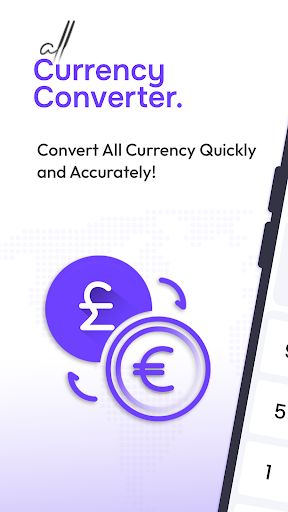 all
Currency
Converter.
Convert All Currency Quickly
and Accurately!
£
€
5
1